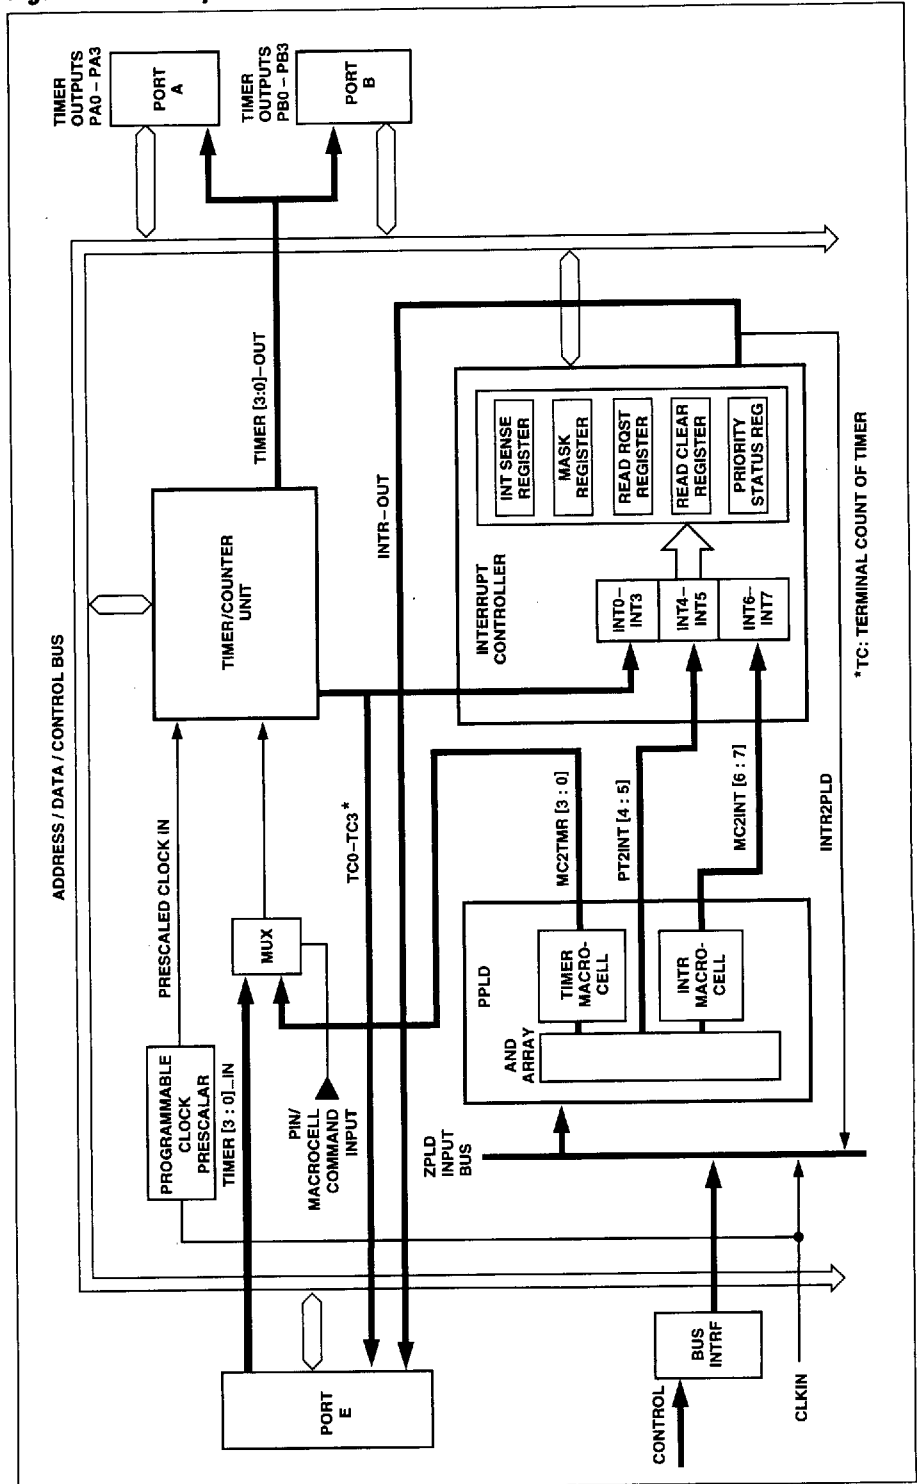 ADDRESS / DATA / CONTROL BUS
PORT
E
TIMER [3 : 0]_IN
PROGRAMMABLE
CLOCK
PRESCALAR
PRESCALED CLOCK IN
MUX
PIN/
MACROCELL
COMMAND
INPUT
TC0–TC3*
TIMER/COUNTER
UNIT
TIMER [3:0]–OUT
TIMER
OUTPUTS
PA0 – PA3
PORT
A
TIMER
OUTPUTS
PB0 – PB3
PORT
B
INTR–OUT
ZPLD
INPUT
BUS
PPLD
AND
ARRAY
TIMER
MACRO-
CELL
INTR
MACRO-
CELL
MC2TMR [3 : 0]
PT2INT [4 : 5]
MC2INT [6 : 7]
INTERRUPT
CONTROLLER
INT0–
INT3
INT4–
INT5
INT6–
INT7
INT SENSE
REGISTER
MASK
REGISTER
READ RQST
REGISTER
READ CLEAR
REGISTER
PRIORITY
STATUS REG
INTR2PLD
CONTROL
BUS
INTRF
CLKIN
*TC: TERMINAL COUNT OF TIMER